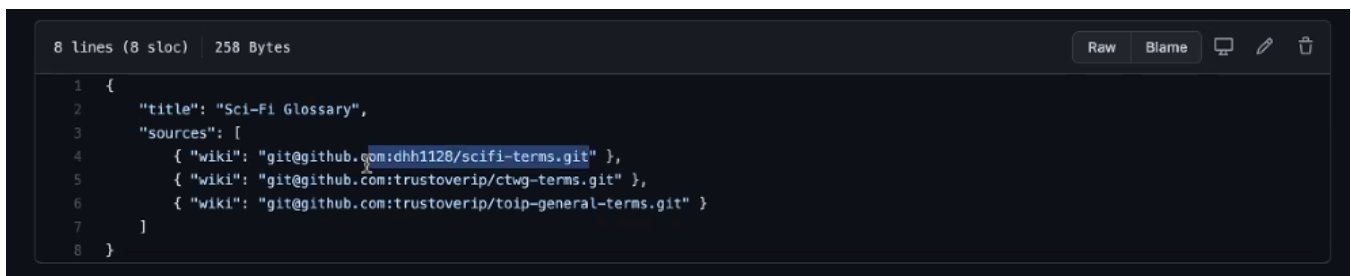 8 lines (8 sloc) 258 Bytes Raw Blame
1 {
2 "title": "Sci-Fi Glossary",
3 "sources": [
4 { "wiki": "git@github.com:dhh1128/scifi-terms.git" },
5 { "wiki": "git@github.com:trustoverip/ctwg-terms.git" },
6 { "wiki": "git@github.com:trustoverip/toip-general-terms.git" }
7 ]
8 }